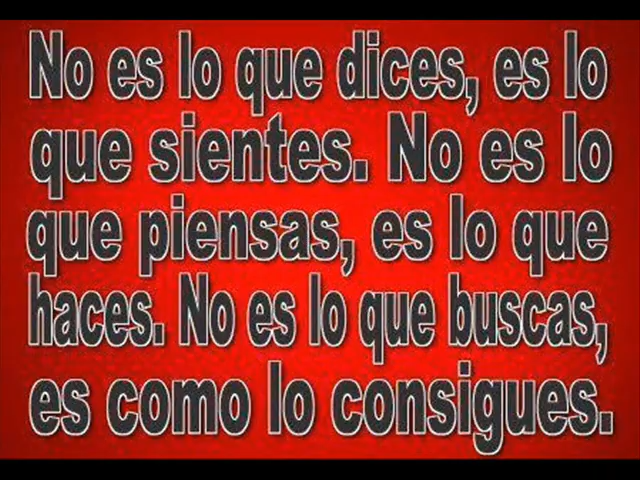 No es lo que dices, es lo
que sientes. No es lo
que piensas, es lo que
haces. No es lo que buscas,
es como lo consigues.